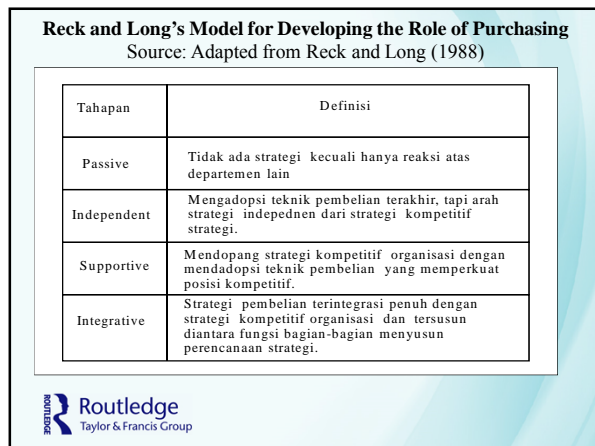 Reck and Long's Model for Developing the Role of Purchasing
Source: Adapted from Reck and Long (1988)
Tahapan
Definisi
Passive
Tidak ada strategi kecuali hanya reaksi atas
departemen lain
Independent
Mengadopsi teknik pembelian terakhir, tapi arah
strategi indepednen dari strategi kompetitif
strategi.
Supportive
Mendopang strategi kompetitif organisasi dengan
mendadopsi teknik pembelian yang memperkuat
posisi kompetitif.
Integrative
Strategi pembelian terintegrasi penuh dengan
strategi kompetitif organisasi dan tersusun
diantara fungsi bagian-bagian menyusun
perencanaan strategi.
ROUTLEDGE
Routledge
Taylor & Francis Group